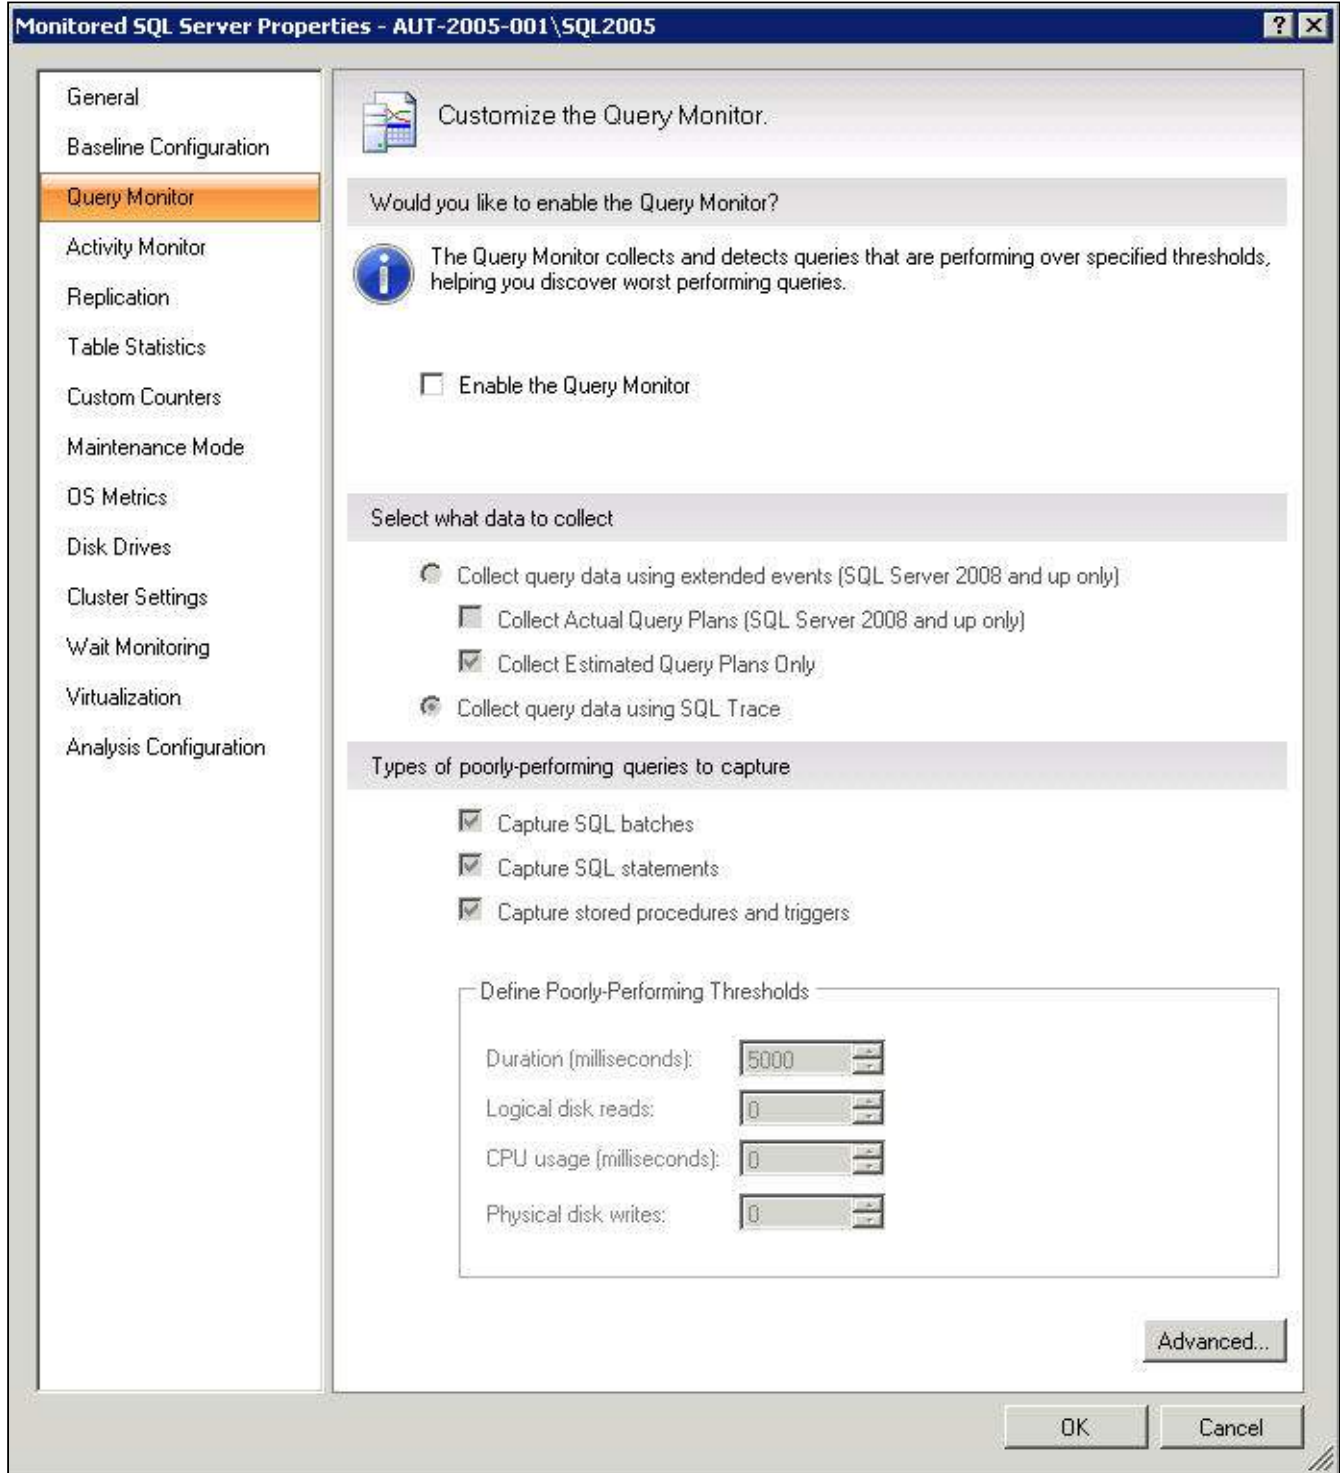 Monitored SQL Server Properties - AUT-2005-001\SQL2005
General
Baseline Configuration
Query Monitor
Activity Monitor
Replication
Table Statistics
Custom Counters
Maintenance Mode
OS Metrics
Disk Drives
Cluster Settings
Wait Monitoring
Virtualization
Analysis Configuration
Customize the Query Monitor.
Would you like to enable the Query Monitor?
The Query Monitor collects and detects queries that are performing over specified thresholds,
helping you discover worst performing queries.
Enable the Query Monitor
Select what data to collect
Collect query data using extended events (SQL Server 2008 and up only)
Collect Actual Query Plans (SQL Server 2008 and up only)
Collect Estimated Query Plans Only
Collect query data using SQL Trace
Types of poorly-performing queries to capture
Capture SQL batches
Capture SQL statements
Capture stored procedures and triggers
Define Poorly-Performing Thresholds
Duration (milliseconds): 5000
Logical disk reads: 0
CPU usage (milliseconds): 0
Physical disk writes: 0
Advanced...
OK Cancel